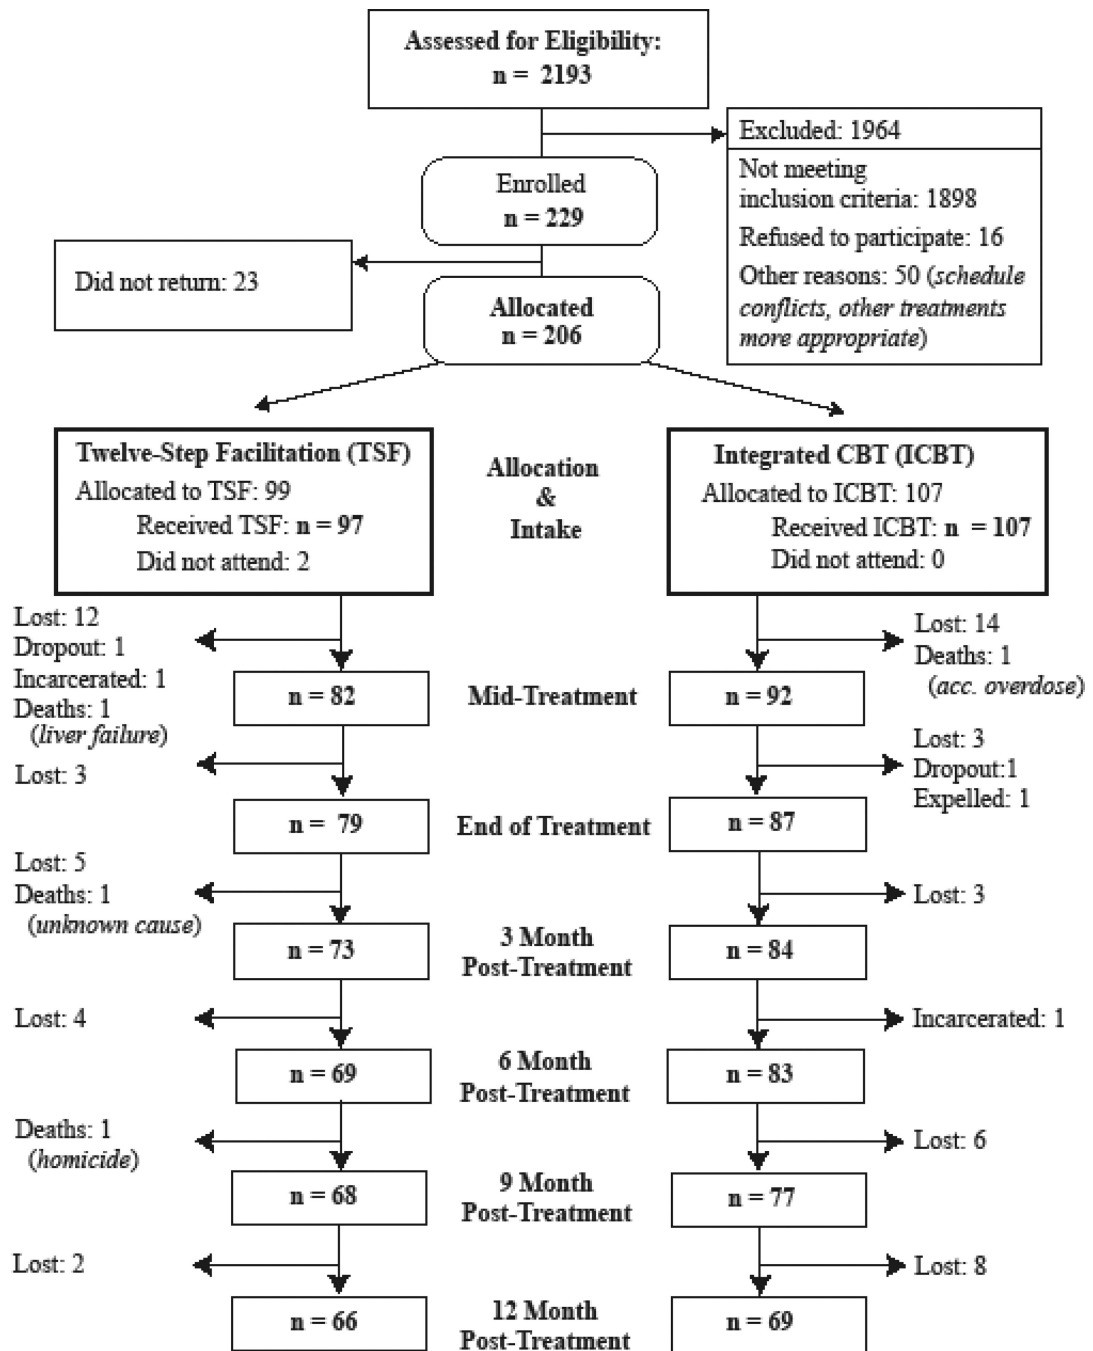 Assessed for Eligibility:
n = 2193
Excluded: 1964
Not meeting
inclusion criteria: 1898
Refused to participate: 16
Other reasons: 50 (schedule
conflicts, other treatments
more appropriate)
Enrolled
n = 229
Did not return: 23
Allocated
n = 206
Twelve-Step Facilitation (TSF)
Allocated to TSF: 99
Received TSF: n = 97
Did not attend: 2
Allocation
&
Intake
Integrated CBT (ICBT)
Allocated to ICBT: 107
Received ICBT: n = 107
Did not attend: 0
Lost: 12
Dropout: 1
Incarcerated: 1
Deaths: 1
(liver failure)
Lost: 14
Deaths: 1
(acc. overdose)
n = 82
Mid-Treatment
n = 92
Lost: 3
Lost: 3
Dropout:1
Expelled: 1
n = 79
End of Treatment
n = 87
Lost: 5
Deaths: 1
(unknown cause)
Lost: 3
n = 73
3 Month
Post-Treatment
n = 84
Lost: 4
Incarcerated: 1
n = 69
6 Month
Post-Treatment
n = 83
Deaths: 1
(homicide)
Lost: 6
n = 68
9 Month
Post-Treatment
n = 77
Lost: 2
Lost: 8
n = 66
12 Month
Post-Treatment
n = 69